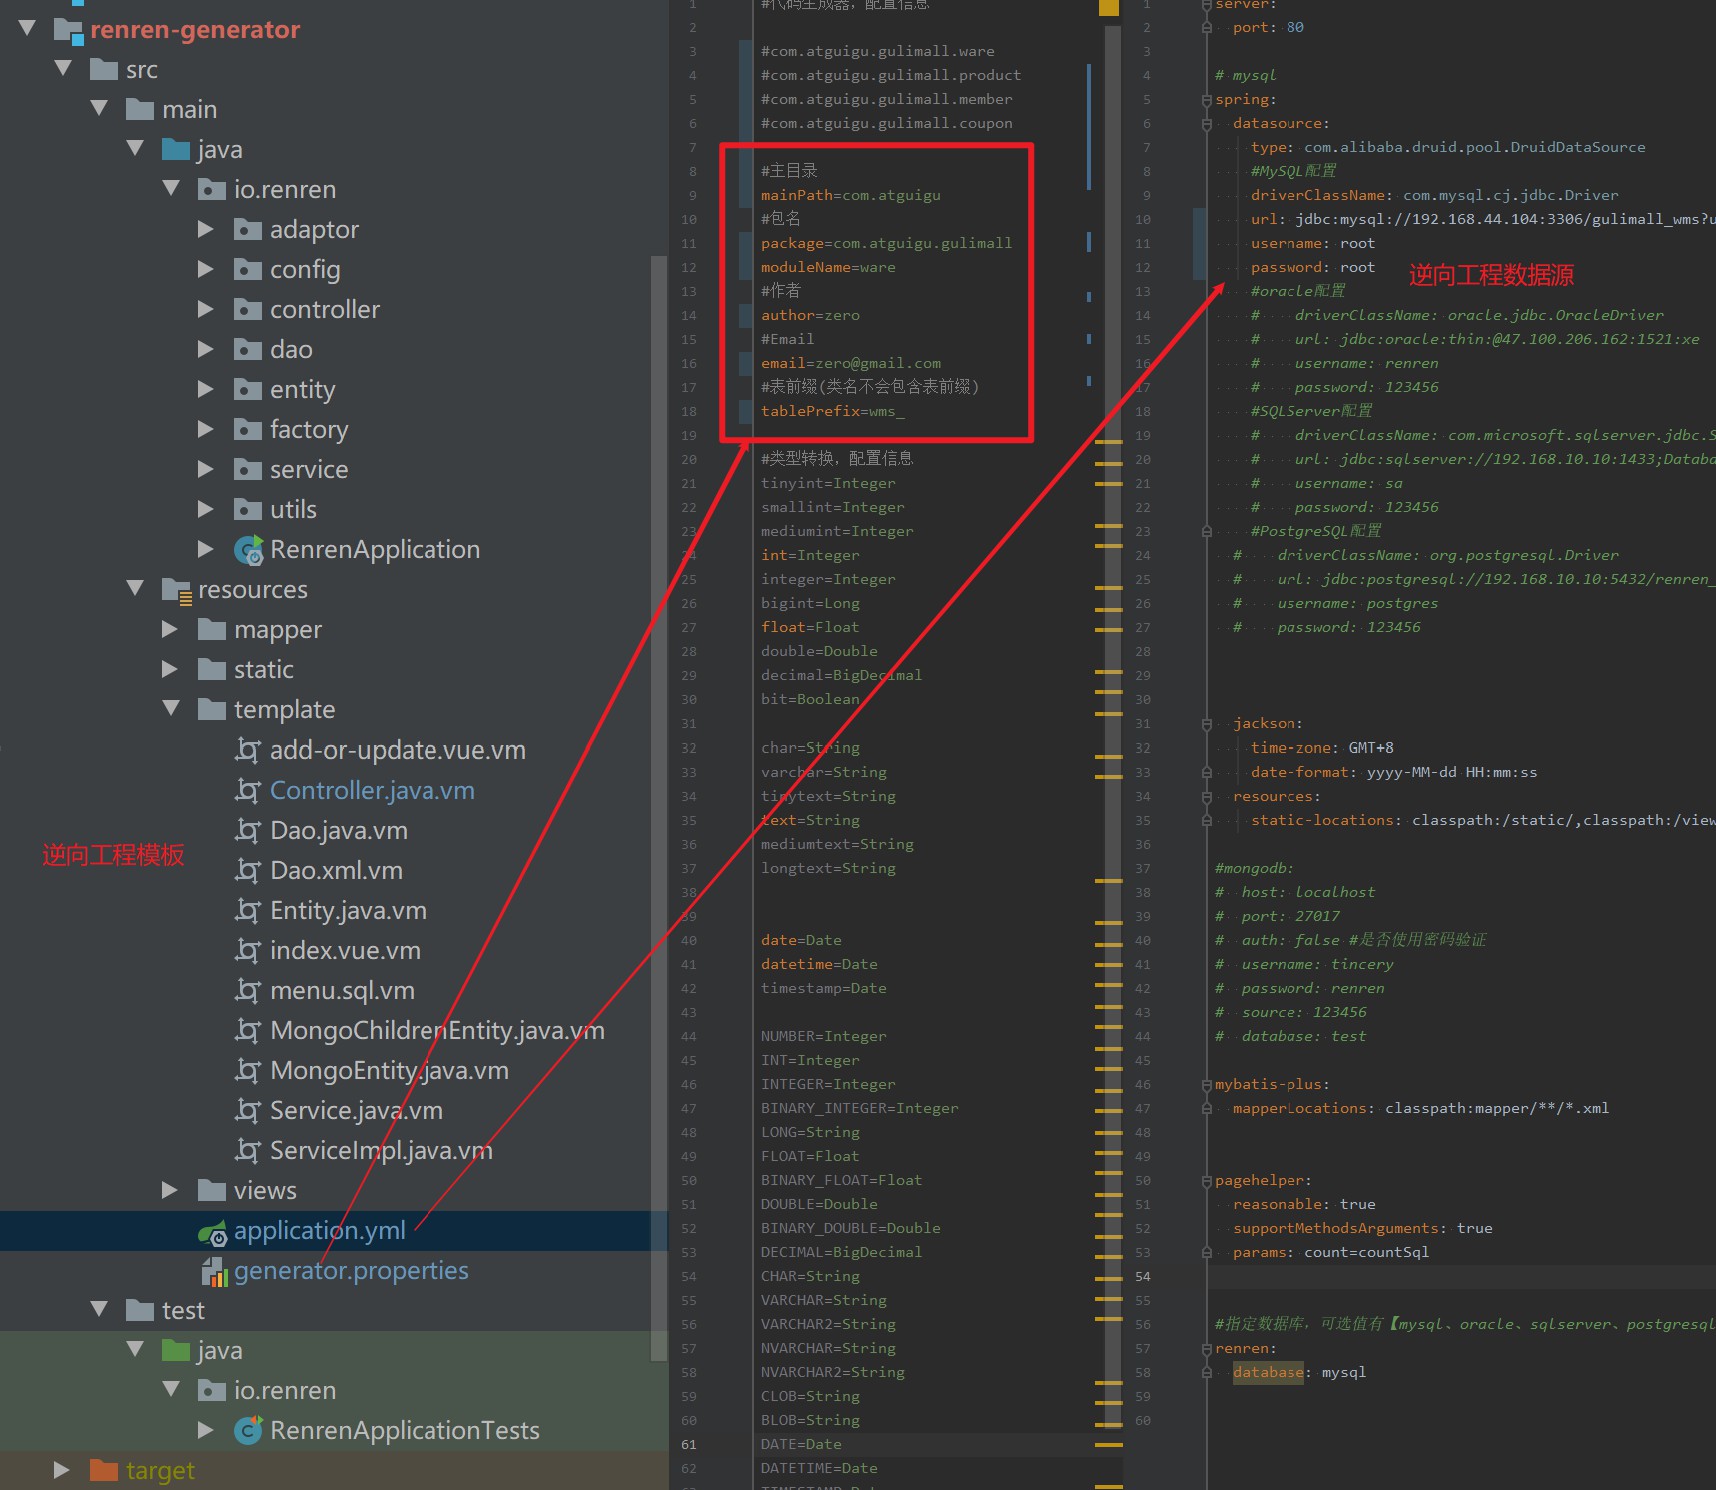 renren-generator
src
main
java
io.renren
adaptor
config
controller
dao
entity
factory
service
utils
RenrenApplication
resources
mapper
static
template
add-or-update.vue.vm
Controller.java.vm
Dao.java.vm
逆向工程模板
Dao.xml.vm
Entity.java.vm
index.vue.vm
menu.sql.vm
MongoChildrenEntity.java.vm
MongoEntity.java.vm
Service.java.vm
ServiceImpl.java.vm
views
application.yml
generator.properties
test
java
io.renren
RenrenApplicationTests
target
1 #代码生成器，配置信息
2
3 #com.atguigu.gulimall.ware
4 #com.atguigu.gulimall.product
5 #com.atguigu.gulimall.member
6 #com.atguigu.gulimall.coupon
7
8 #主目录
9 mainPath=com.atguigu
10 #包名
11 package=com.atguigu.gulimall
12 moduleName=ware
13 #作者
14 author=zero
15 #Email
16 email=zero@gmail.com
17 #表前缀(类名不会包含表前缀)
18 tablePrefix=wms_
19
20 #类型转换，配置信息
21 tinyint=Integer
22 smallint=Integer
23 mediumint=Integer
24 int=Integer
25 integer=Integer
26 bigint=Long
27 float=Float
28 double=Double
29 decimal=BigDecimal
30 bit=Boolean
31
32 char=String
33 varchar=String
34 tinytext=String
35 text=String
36 mediumtext=String
37 longtext=String
38
39
40 date=Date
41 datetime=Date
42 timestamp=Date
43
44 NUMBER=Integer
45 INT=Integer
46 INTEGER=Integer
47 BINARY_INTEGER=Integer
48 LONG=String
49 FLOAT=Float
50 BINARY_FLOAT=Float
51 DOUBLE=Double
52 BINARY_DOUBLE=Double
53 DECIMAL=BigDecimal
54 CHAR=String
55 VARCHAR=String
56 VARCHAR2=String
57 NVARCHAR=String
58 NVARCHAR2=String
59 CLOB=String
60 BLOB=String
61 DATE=Date
62 DATETIME=Date
1 server:
2 port: 80
3
4 # mysql
5 spring:
6 datasource:
7 type: com.alibaba.druid.pool.DruidDataSource
8 #MySQL配置
9 driverClassName: com.mysql.cj.jdbc.Driver
10 url: jdbc:mysql://192.168.44.104:3306/gulimall_wms?u
11 username: root
12 password: root
逆向工程数据源
13 #oracle配置
14 # driverClassName: oracle.jdbc.OracleDriver
15 # url: jdbc:oracle:thin:@47.100.206.162:1521:xe
16 # username: renren
17 # password: 123456
18 #SQLServer配置
19 # driverClassName: com.microsoft.sqlserver.jdbc.S
20 # url: jdbc:sqlserver://192.168.10.10:1433;Databa
21 # username: sa
22 # password: 123456
23 #PostgreSQL配置
24 # driverClassName: org.postgresql.Driver
25 # url: jdbc:postgresql://192.168.10.10:5432/renren_
26 # username: postgres
27 # password: 123456
28
29
30
31 jackson:
32 time-zone: GMT+8
33 date-format: yyyy-MM-dd HH:mm:ss
34 resources:
35 static-locations: classpath:/static/,classpath:/view
36
37 #mongodb:
38 # host: localhost
39 # port: 27017
40 # auth: false #是否使用密码验证
41 # username: tincery
42 # password: renren
43 # source: 123456
44 # database: test
45
46 mybatis-plus:
47 mapperLocations: classpath:mapper/**/*.xml
48
49
50 pagehelper:
51 reasonable: true
52 supportMethodsArguments: true
53 params: count=countSql
54
55
56 #指定数据库，可选值有【mysql、oracle、sqlserver、postgresql
57 renren:
58 database: mysql
59
60